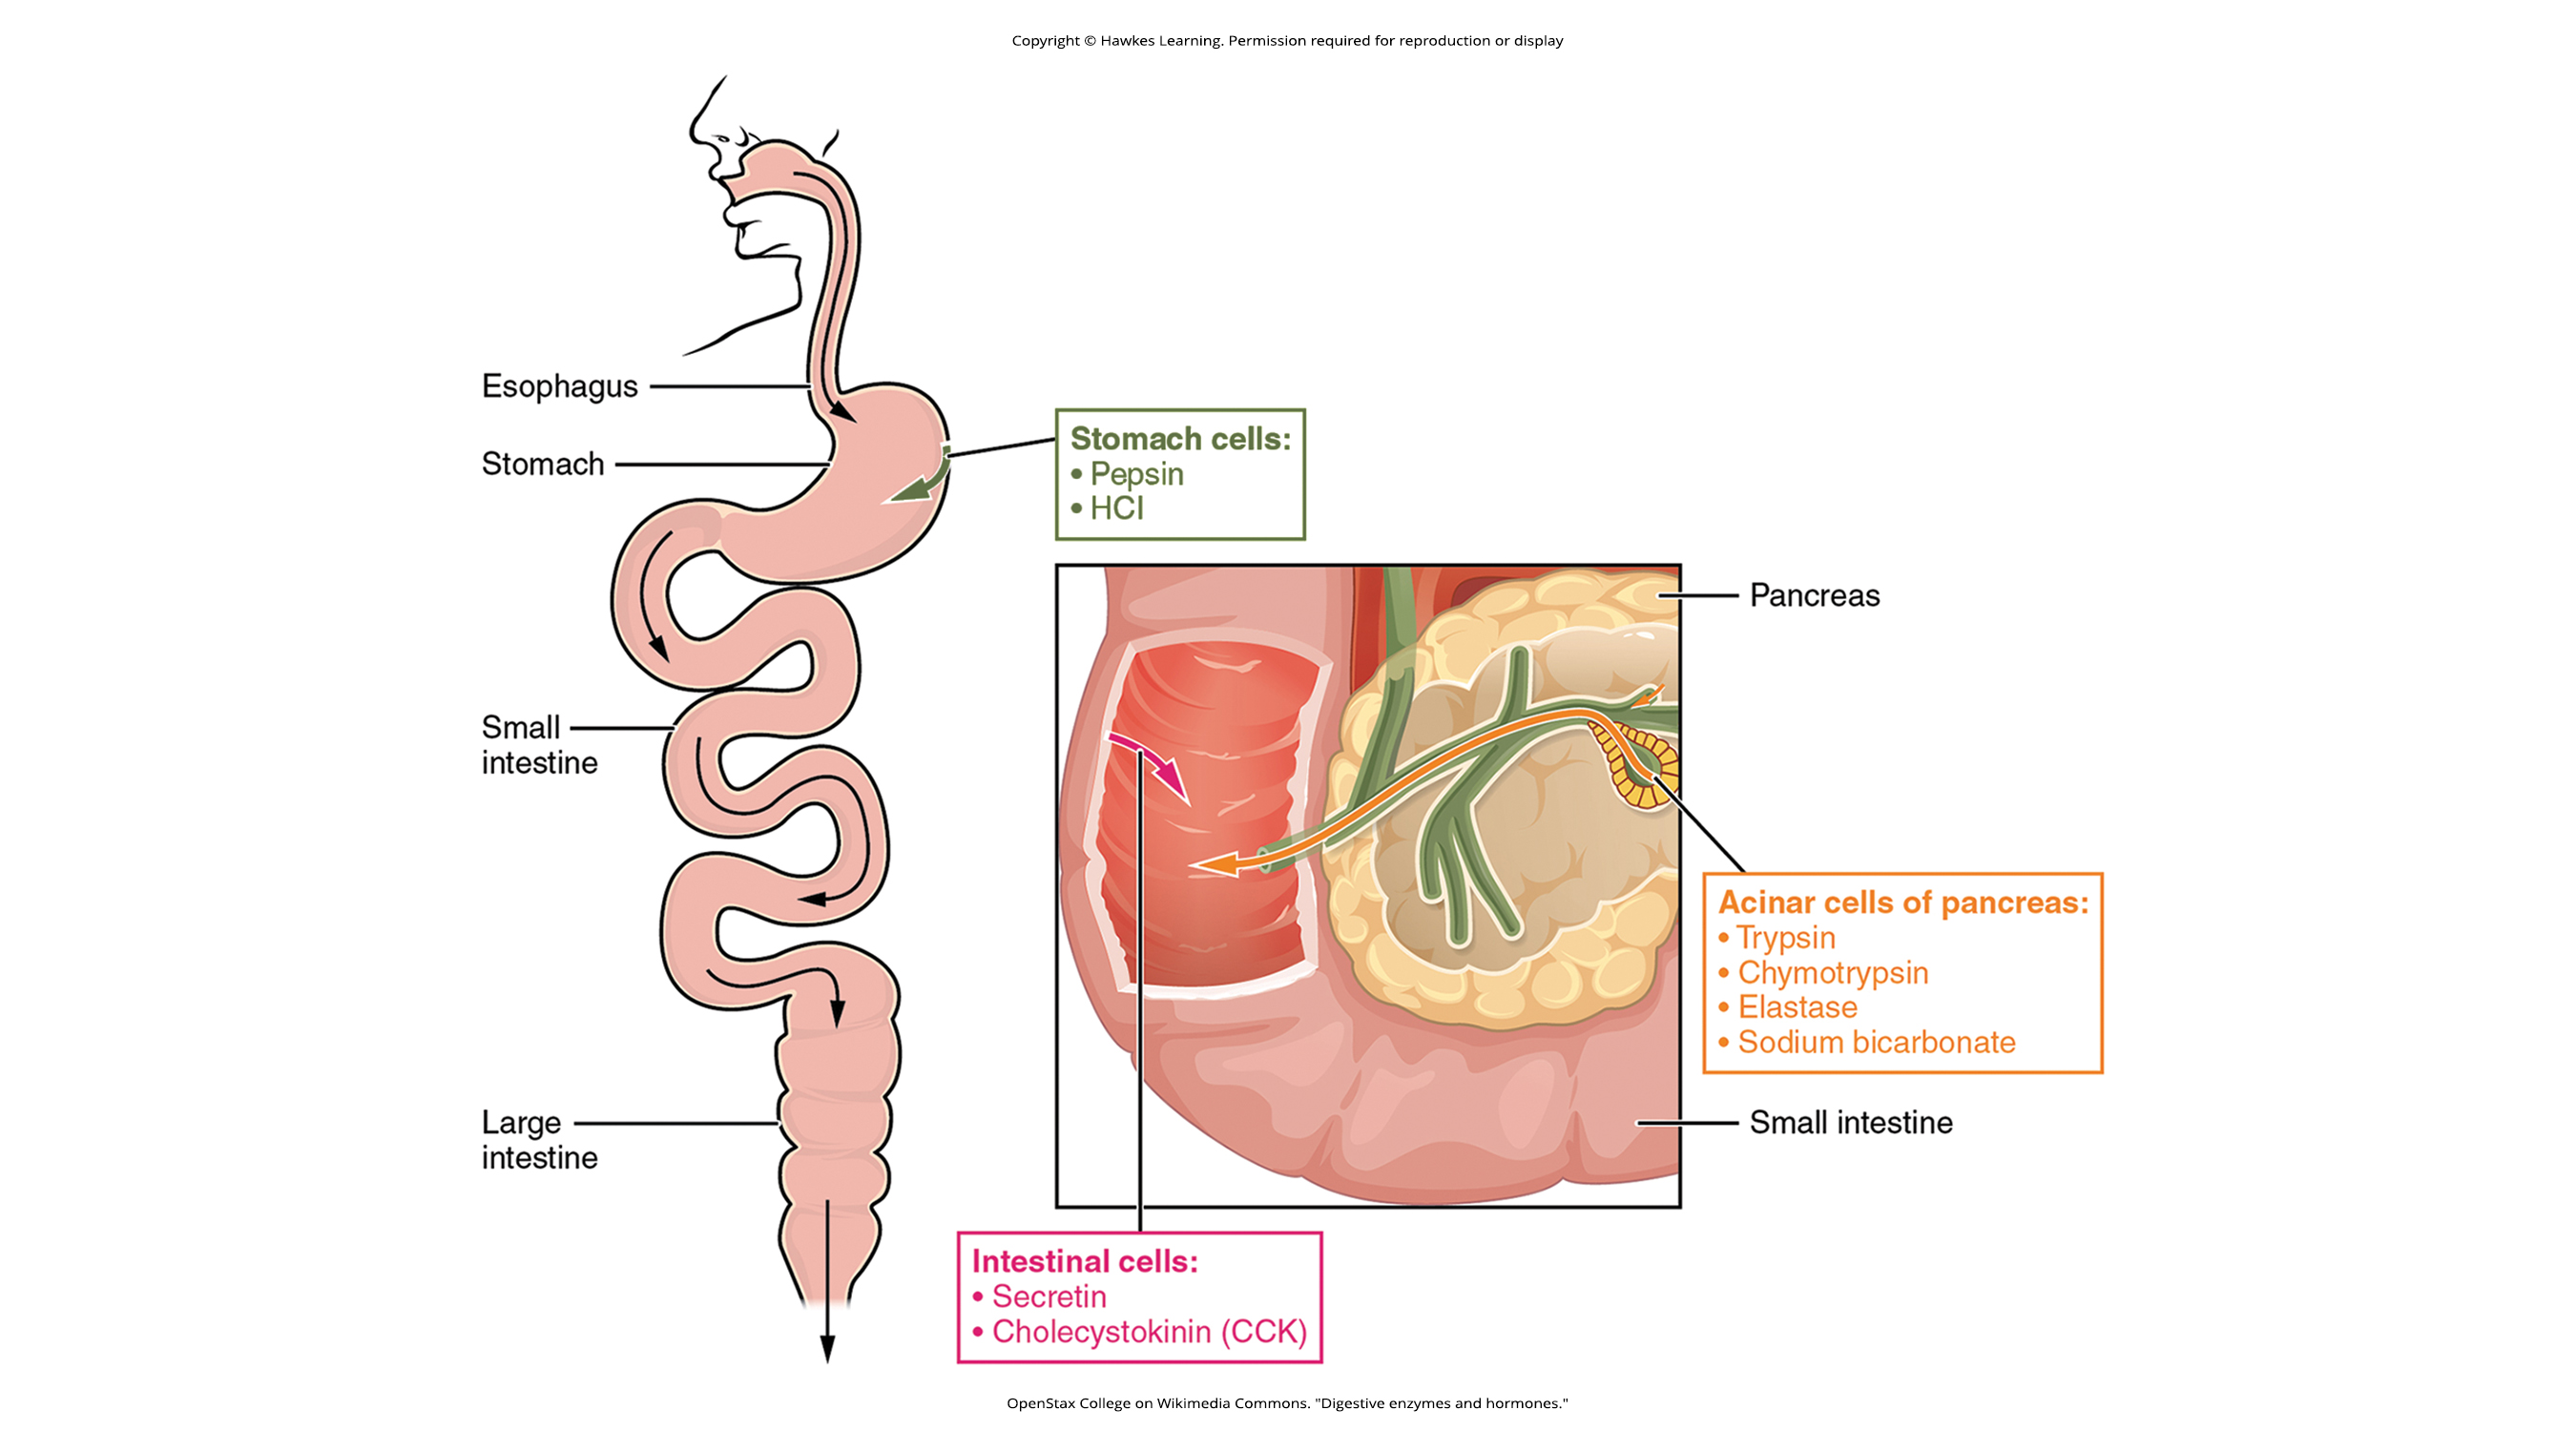 Copyright © Hawkes Learning. Permission required for reproduction or display
Esophagus
Stomach
Stomach cells:
• Pepsin
• HCl
Pancreas
Small
intestine
Acinar cells of pancreas:
• Trypsin
• Chymotrypsin
• Elastase
• Sodium bicarbonate
Large
intestine
Small intestine
Intestinal cells:
• Secretin
• Cholecystokinin (CCK)
OpenStax College on Wikimedia Commons. "Digestive enzymes and hormones."